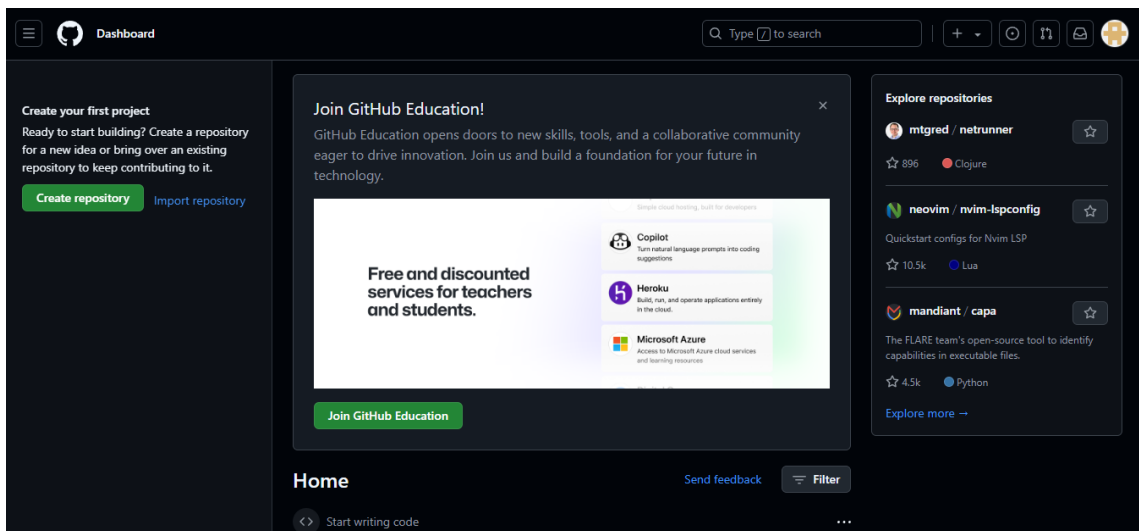 Dashboard
Type / to search
Create your first project
Ready to start building? Create a repository
for a new idea or bring over an existing
repository to keep contributing to it.
Create repository
Import repository
Join GitHub Education!
GitHub Education opens doors to new skills, tools, and a collaborative community
eager to drive innovation. Join us and build a foundation for your future in
technology.
Free and discounted
services for teachers
and students.
Simple cloud hosting, built for developers
Copilot
Turn natural language prompts into coding
suggestions
Heroku
Build, run, and operate applications entirely
in the cloud.
Microsoft Azure
Access to Microsoft Azure cloud services
and learning resources
Join GitHub Education
Home
Send feedback
Filter
Start writing code
Explore repositories
mtgred / netrunner
896 Clojure
neovim / nvim-lspconfig
Quickstart configs for Nvim LSP
10.5k Lua
mandiant / capa
The FLARE team's open-source tool to identify
capabilities in executable files.
4.5k Python
Explore more →